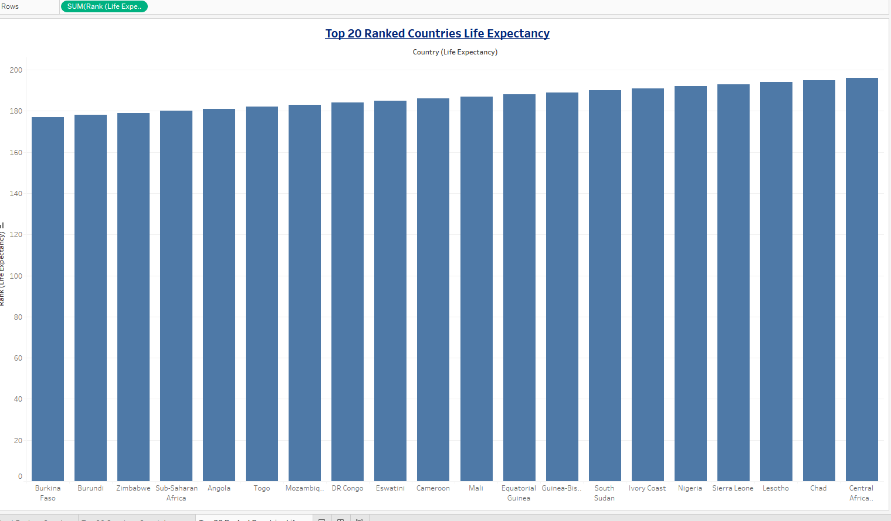 Rows
SUM(Rank (Life Expe..
Top 20 Ranked Countries Life Expectancy
Country (Life Expectancy)
200
180
160
140
120
100
80
60
40
20
0
Rank (Life Expectancy)
Burkina Faso
Burundi
Zimbabwe
Sub-Saharan Africa
Angola
Togo
Mozambiq..
DR Congo
Eswatini
Cameroon
Mali
Equatorial Guinea
Guinea-Bis..
South Sudan
Ivory Coast
Nigeria
Sierra Leone
Lesotho
Chad
Central Africa..